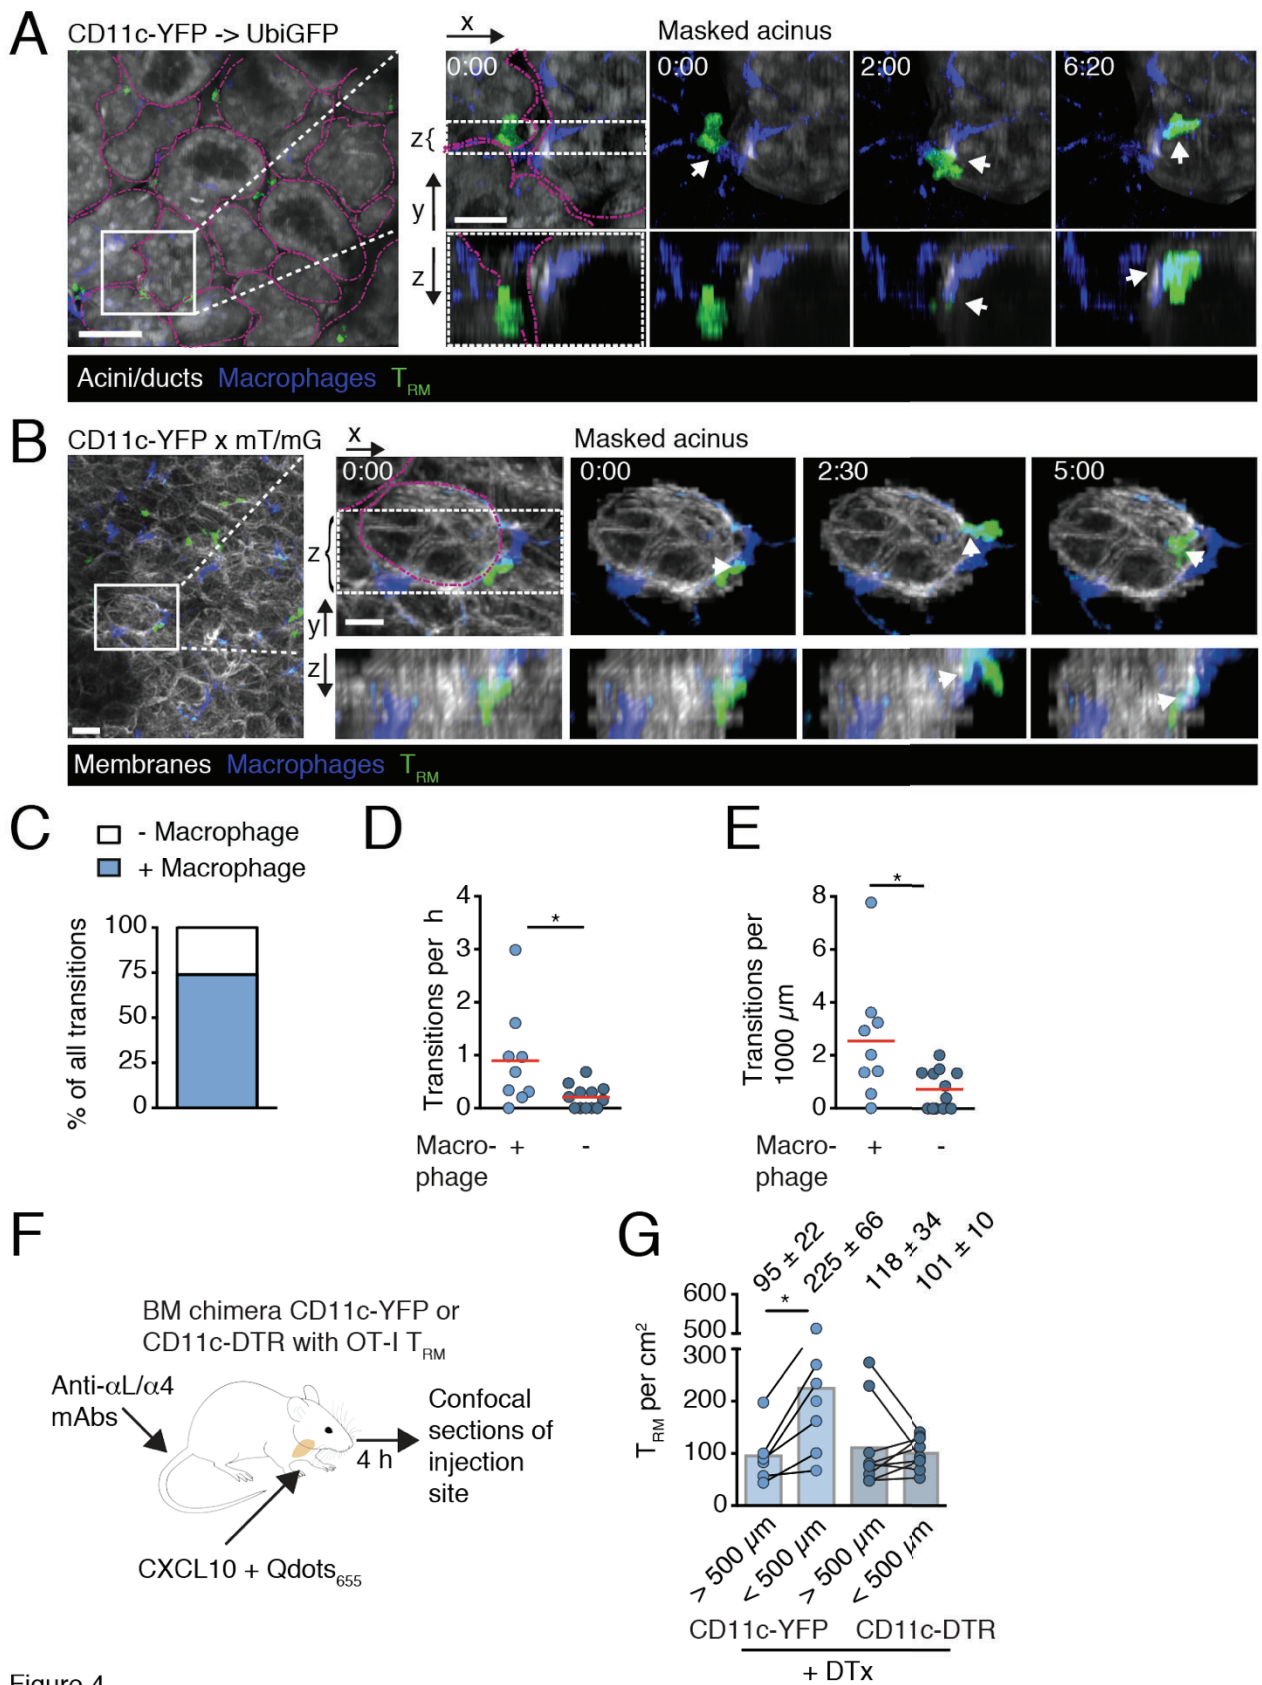 A
CD11c-YFP -> UbiGFP
x
Masked acinus
0:00
0:00
2:00
6:20
z{
y
z
Acini/ducts Macrophages TRM
B
CD11c-YFP x mT/mG
x
Masked acinus
0:00
0:00
2:30
5:00
z{
y
z
Membranes Macrophages TRM
C
- Macrophage
+ Macrophage
% of all transitions
100
75
50
25
0
D
Transitions per h
4
3
2
1
0
*
Macro-
phage
+
-
E
Transitions per
1000 µm
8
6
4
2
0
*
Macro-
phage
+
-
F
BM chimera CD11c-YFP or
CD11c-DTR with OT-I TRM
Anti-αL/α4
mAbs
4 h
Confocal
sections of
injection
site
CXCL10 + Qdots655
G
95 ± 22
225 ± 66
118 ± 34
101 ± 10
TRM per cm2
600
500
300
200
100
0
*
> 500 µm
< 500 µm
> 500 µm
< 500 µm
CD11c-YFP
CD11c-DTR
+ DTx
Figure 4